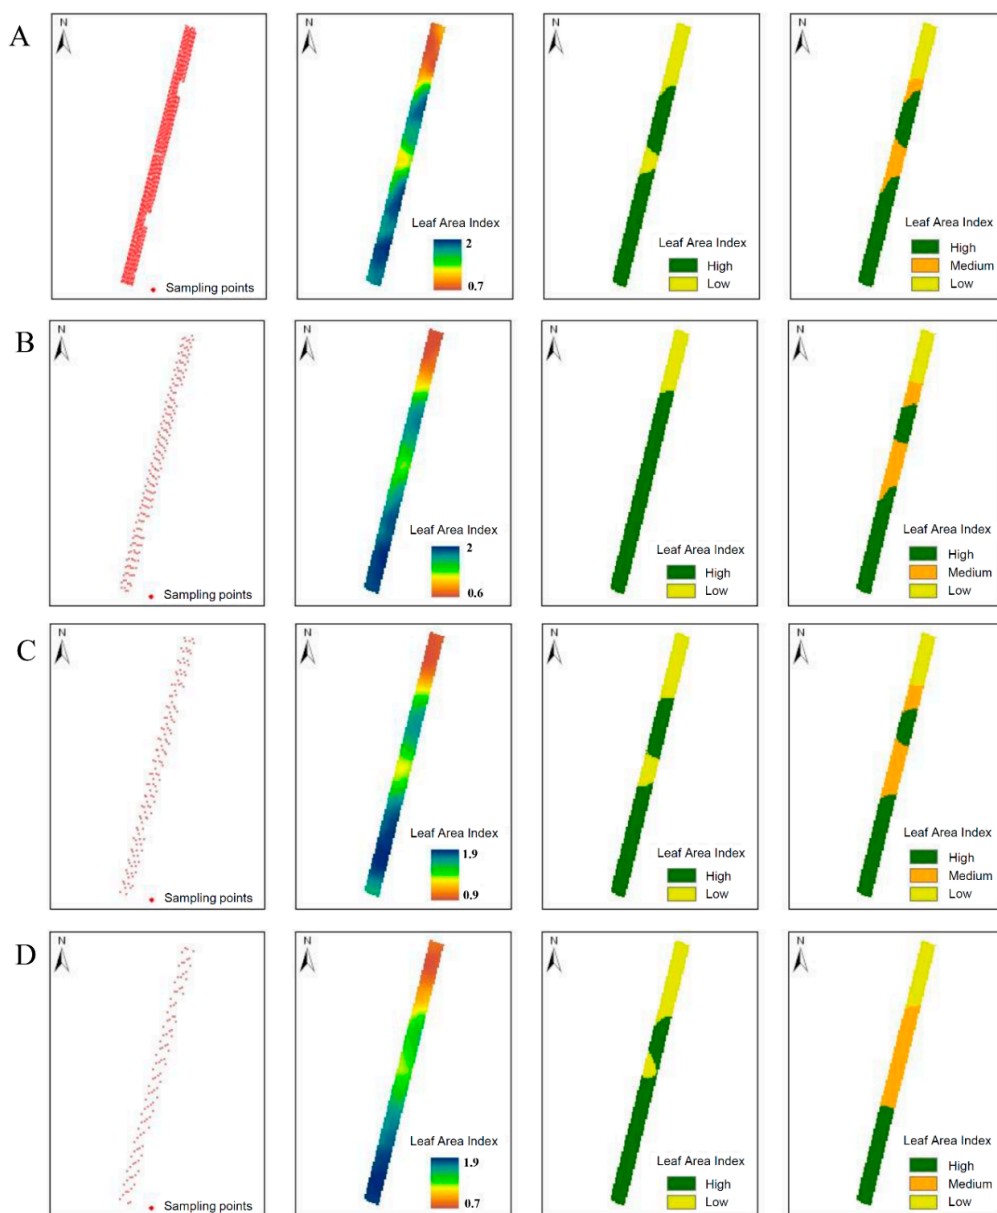 A
N
N
N
N
Sampling points
Leaf Area Index
2
0.7
Leaf Area Index
High
Low
Leaf Area Index
High
Medium
Low
B
N
N
N
N
Sampling points
Leaf Area Index
2
0.6
Leaf Area Index
High
Low
Leaf Area Index
High
Medium
Low
C
N
N
N
N
Sampling points
Leaf Area Index
1.9
0.9
Leaf Area Index
High
Low
Leaf Area Index
High
Medium
Low
D
N
N
N
N
Sampling points
Leaf Area Index
1.9
0.7
Leaf Area Index
High
Low
Leaf Area Index
High
Medium
Low